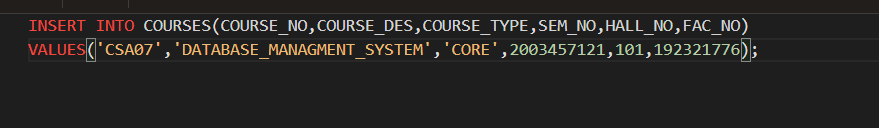 INSERT INTO COURSES(COURSE_NO,COURSE_DES,COURSE_TYPE,SEM_NO,HALL_NO,FAC_NO)
VALUES('CSA07','DATABASE_MANAGMENT_SYSTEM','CORE',2003457121,101,192321776);